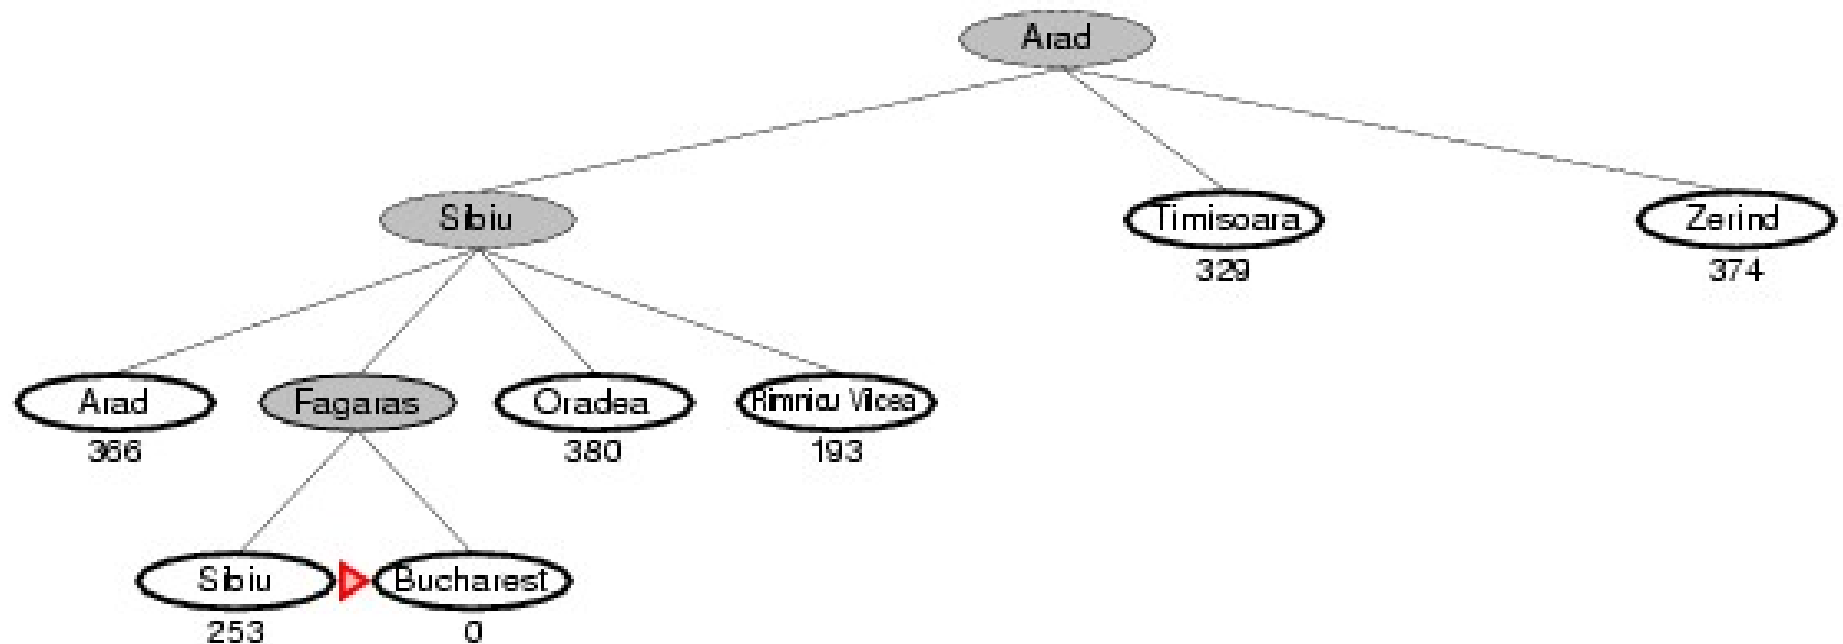 Arad
Sibiu
Timisoara
Zerind
329
374
Arad
Fagaras
Oradea
Rimnicu Vilcea
366
380
193
Sibiu
Bucharest
253
0